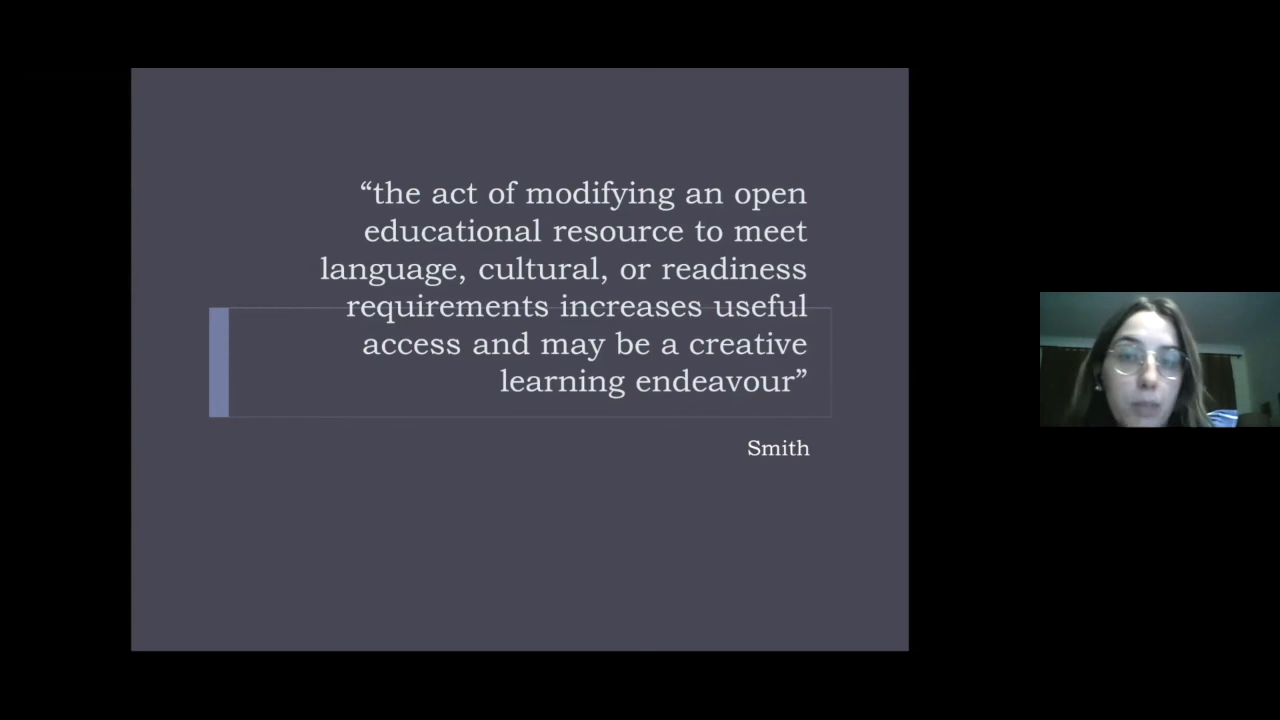 “the act of modifying an open
educational resource to meet
language, cultural, or readiness
requirements increases useful
access and may be a creative
learning endeavour”
Smith